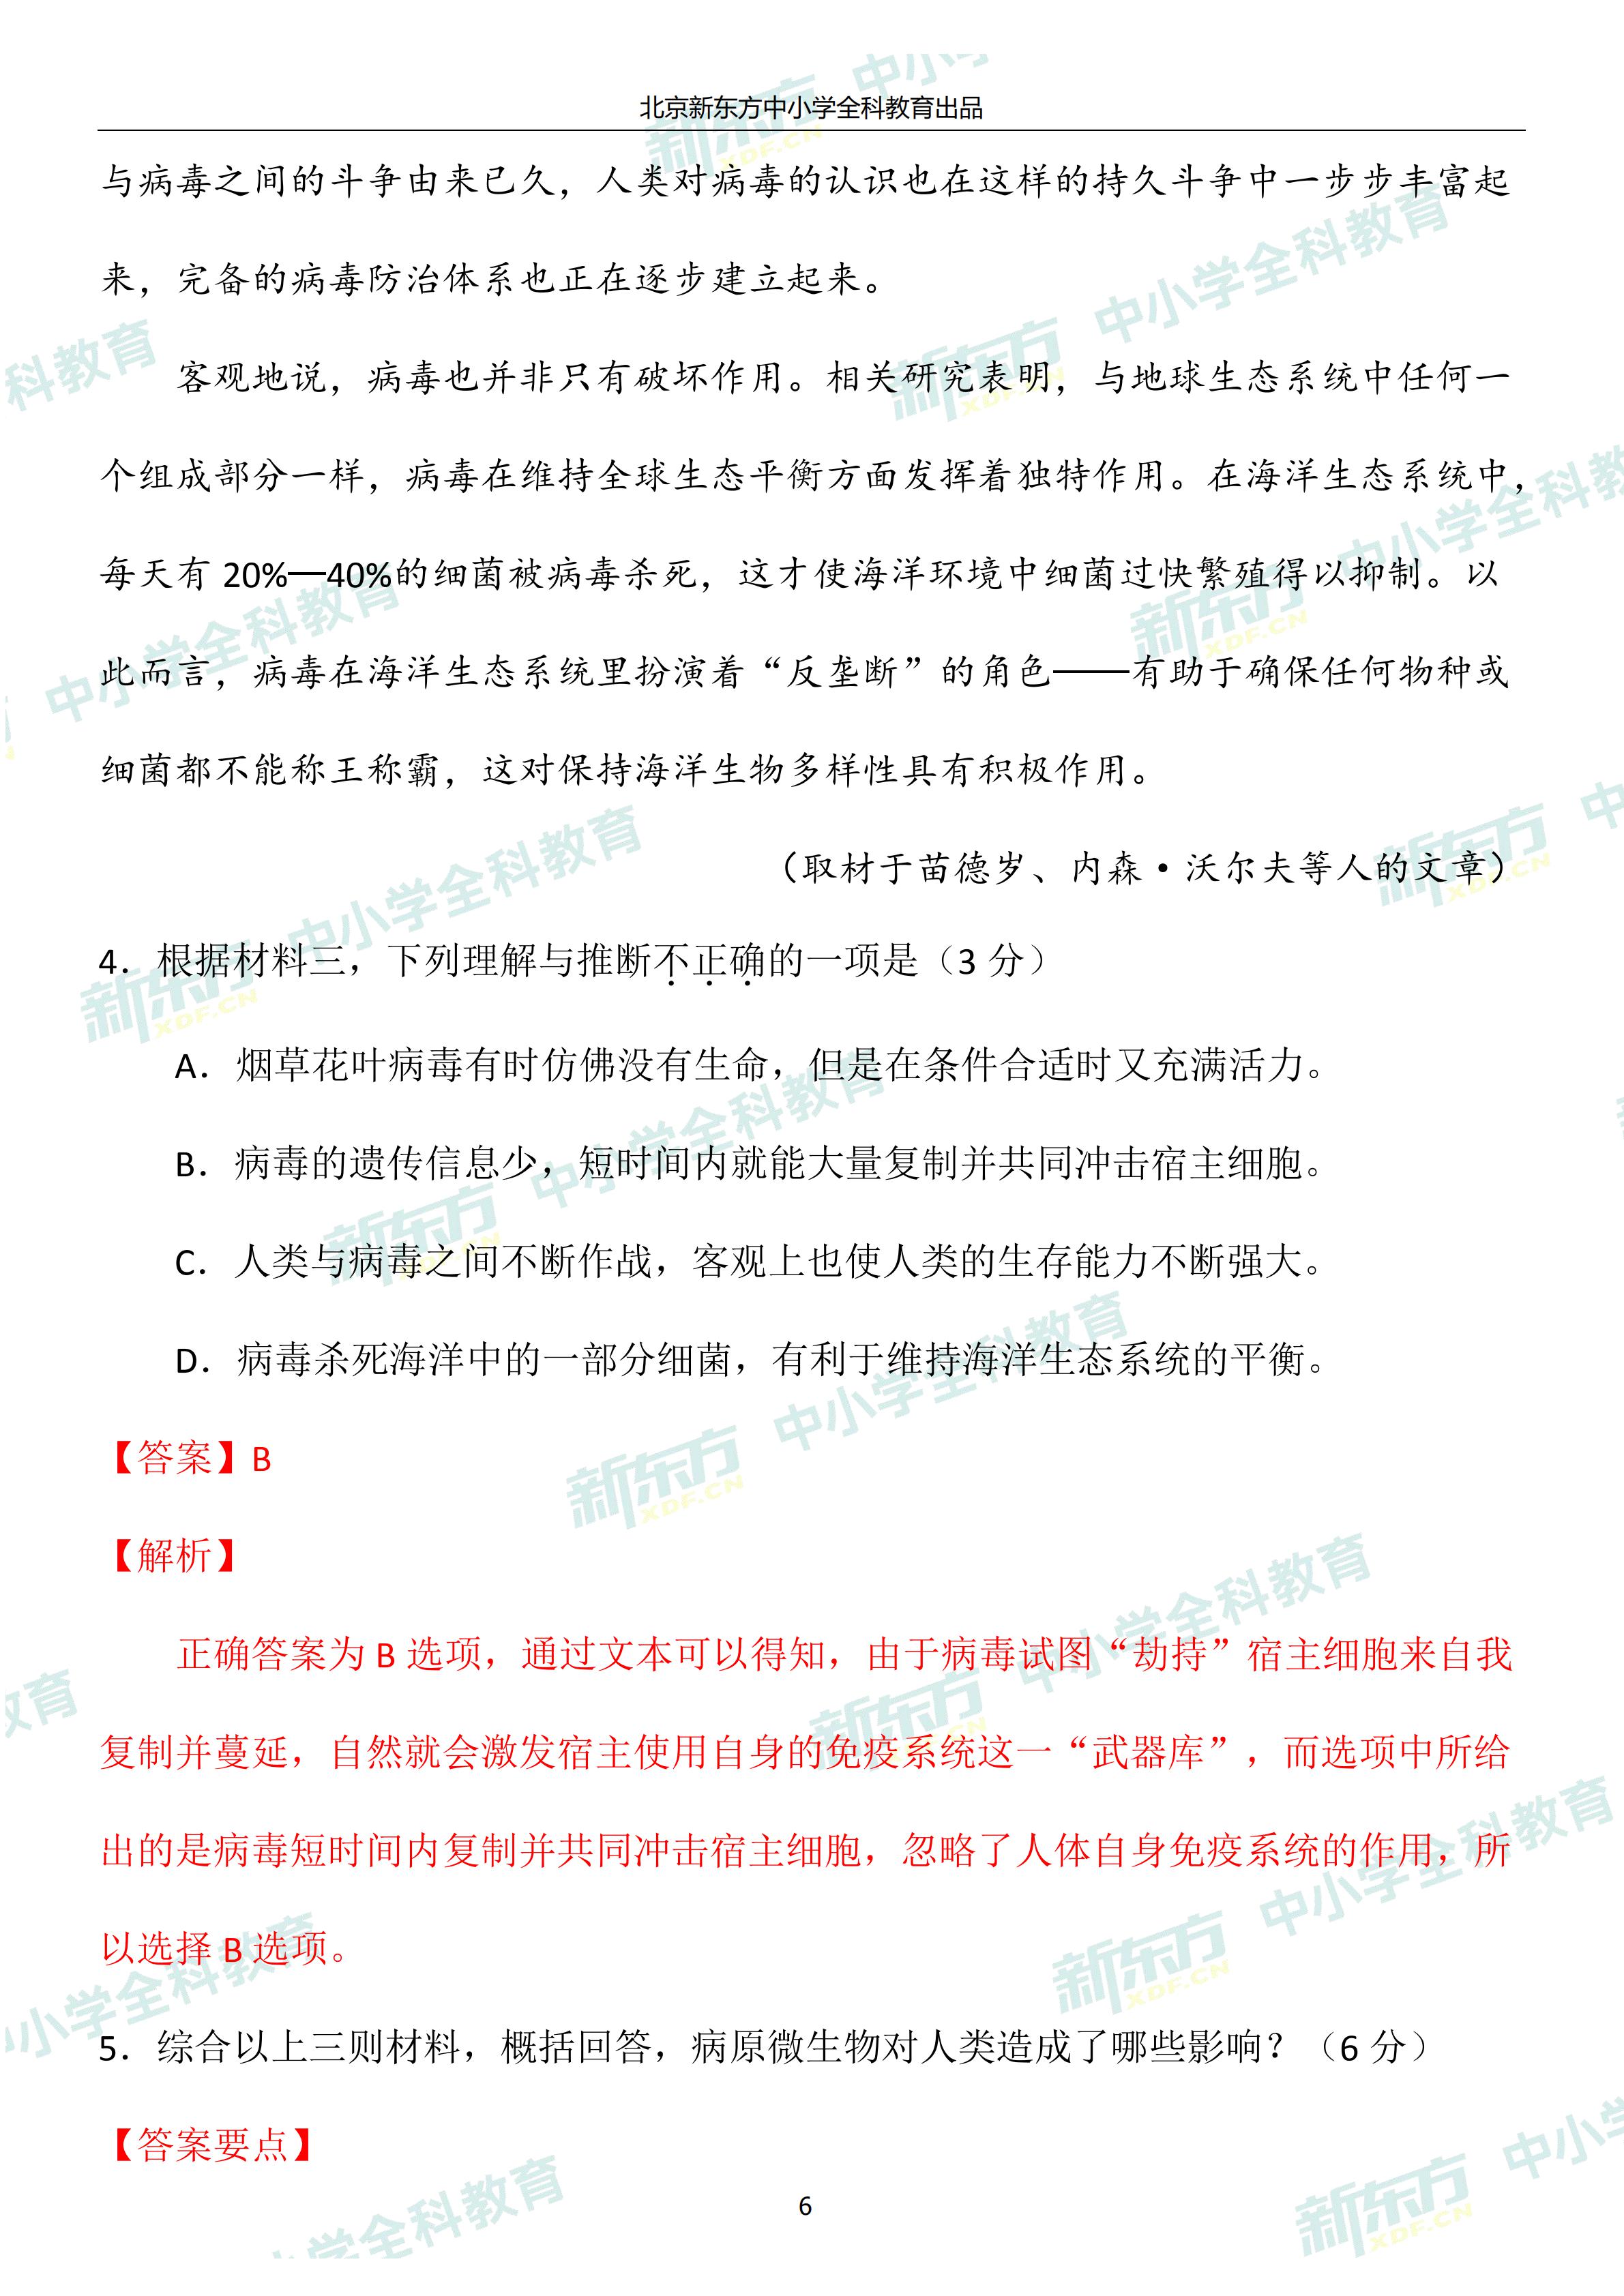 北京新东方中小学全科教育出品
与病毒之间的斗争由来已久，人类对病毒的认识也在这样的持久斗争中一步步丰富起
来，完备的病毒防治体系也正在逐步建立起来。
客观地说，病毒也并非只有破坏作用。相关研究表明，与地球生态系统中任何一
个组成部分一样，病毒在维持全球生态平衡方面发挥着独特作用。在海洋生态系统中，
每天有 20%—40%的细菌被病毒杀死，这才使海洋环境中细菌过快繁殖得以抑制。以
此而言，病毒在海洋生态系统里扮演着“反垄断”的角色——有助于确保任何物种或
细菌都不能称王称霸，这对保持海洋生物多样性具有积极作用。
（取材于苗德岁、内森·沃尔夫等人的文章）
4．根据材料三，下列理解与推断不正确的一项是（3 分）
A．烟草花叶病毒有时仿佛没有生命，但是在条件合适时又充满活力。
B．病毒的遗传信息少，短时间内就能大量复制并共同冲击宿主细胞。
C．人类与病毒之间不断作战，客观上也使人类的生存能力不断强大。
D．病毒杀死海洋中的一部分细菌，有利于维持海洋生态系统的平衡。
【答案】B
【解析】
正确答案为 B 选项，通过文本可以得知，由于病毒试图“劫持”宿主细胞来自我
复制并蔓延，自然就会激发宿主使用自身的免疫系统这一“武器库”，而选项中所给
出的是病毒短时间内复制并共同冲击宿主细胞，忽略了人体自身免疫系统的作用，所
以选择 B 选项。
5．综合以上三则材料，概括回答，病原微生物对人类造成了哪些影响？（6 分）
【答案要点】
6
新东方 XDF.CN 中小学全科教育